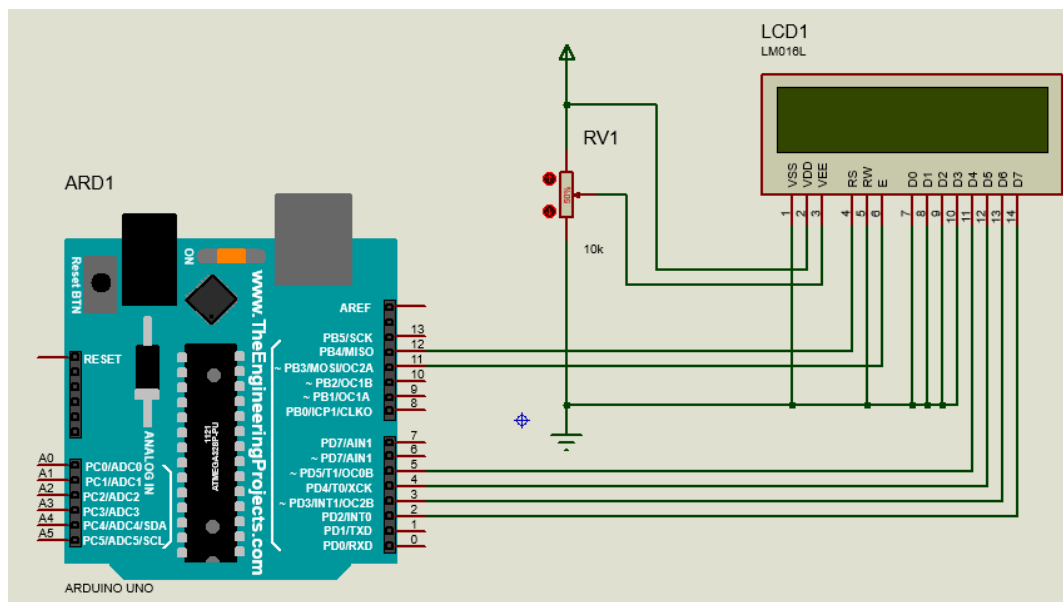 LCD1
LM016L
VSS
VDD
VEE
RS
RW
E
D0
D1
D2
D3
D4
D5
D6
D7
1
2
3
4
5
6
7
8
9
10
11
12
13
14
RV1
50%
10k
ARD1
Reset BTN
ON
www.TheEngineeringProjects.com
AREF
PB5/SCK 13
PB4/MISO 12
~ PB3/MOSI/OC2A 11
~ PB2/OC1B 10
~ PB1/OC1A 9
PB0/ICP1/CLKO 8
RESET
1121
ATMEGA328P-PU
ANALOG IN
PD7/AIN1 7
~ PD7/AIN1 6
~ PD5/T1/OC0B 5
PD4/T0/XCK 4
~ PD3/INT1/OC2B 3
PD2/INT0 2
PD1/TXD 1
PD0/RXD 0
A0 PC0/ADC0
A1 PC1/ADC1
A2 PC2/ADC2
A3 PC3/ADC3
A4 PC4/ADC4/SDA
A5 PC5/ADC5/SCL
ARDUINO UNO